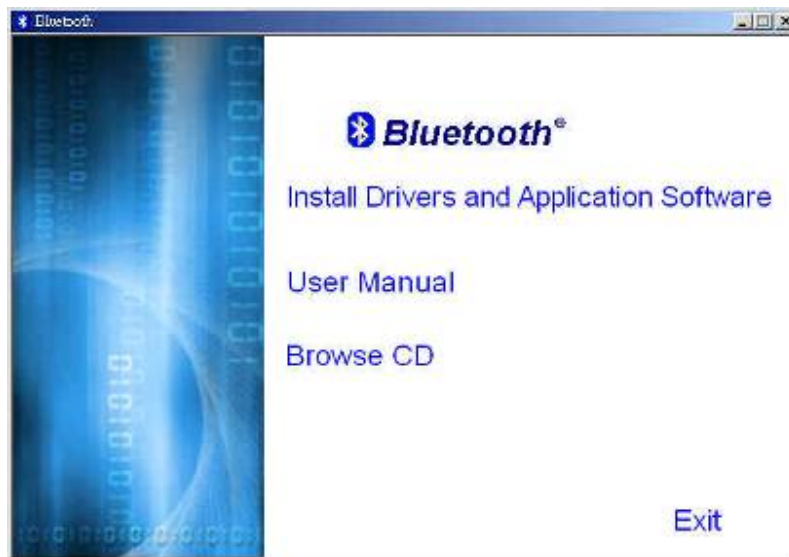 Bluetooth
Bluetooth®
Install Drivers and Application Software
User Manual
Browse CD
Exit